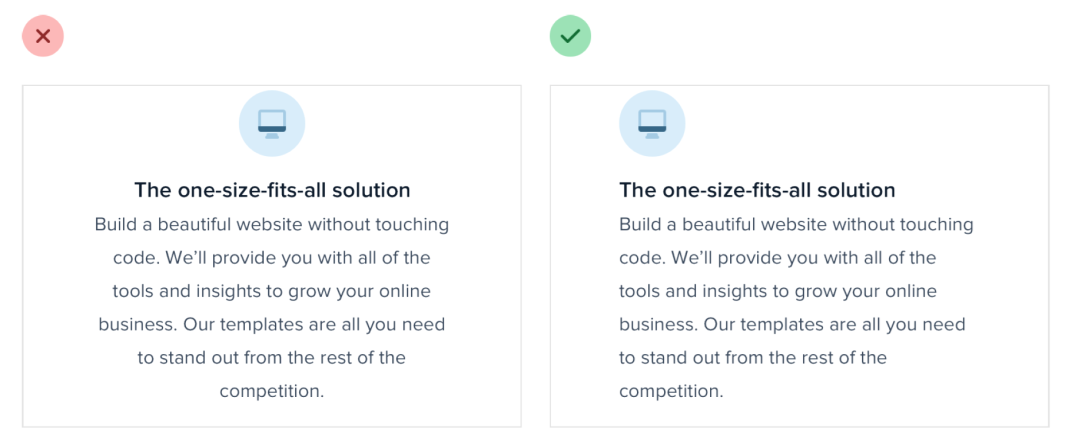 The one-size-fits-all solution
Build a beautiful website without touching
code. We’ll provide you with all of the
tools and insights to grow your online
business. Our templates are all you need
to stand out from the rest of the
competition.
The one-size-fits-all solution
Build a beautiful website without touching
code. We’ll provide you with all of the
tools and insights to grow your online
business. Our templates are all you need
to stand out from the rest of the
competition.